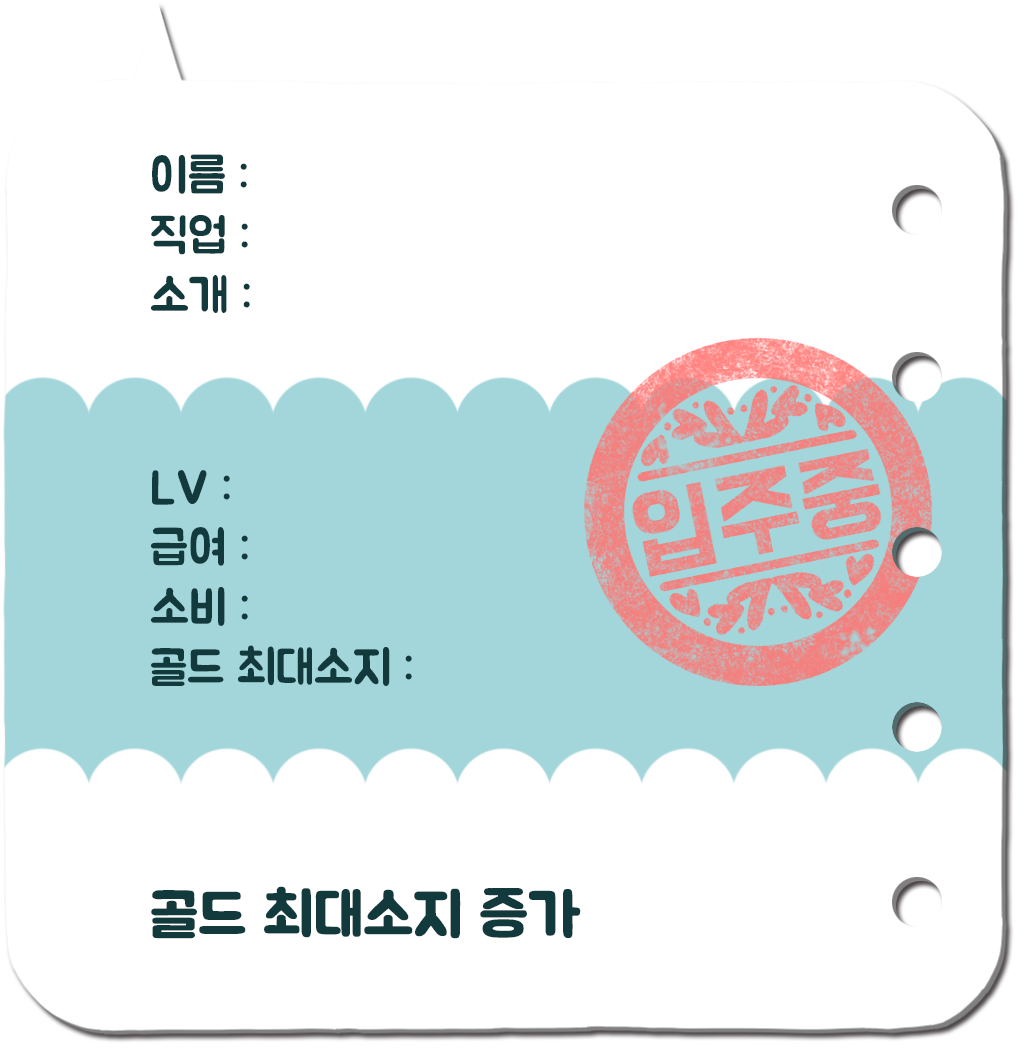 이름 :
직업 :
소개 :
LV :
급여 :
소비 :
골드 최대소지 :
입주중
골드 최대소지 증가